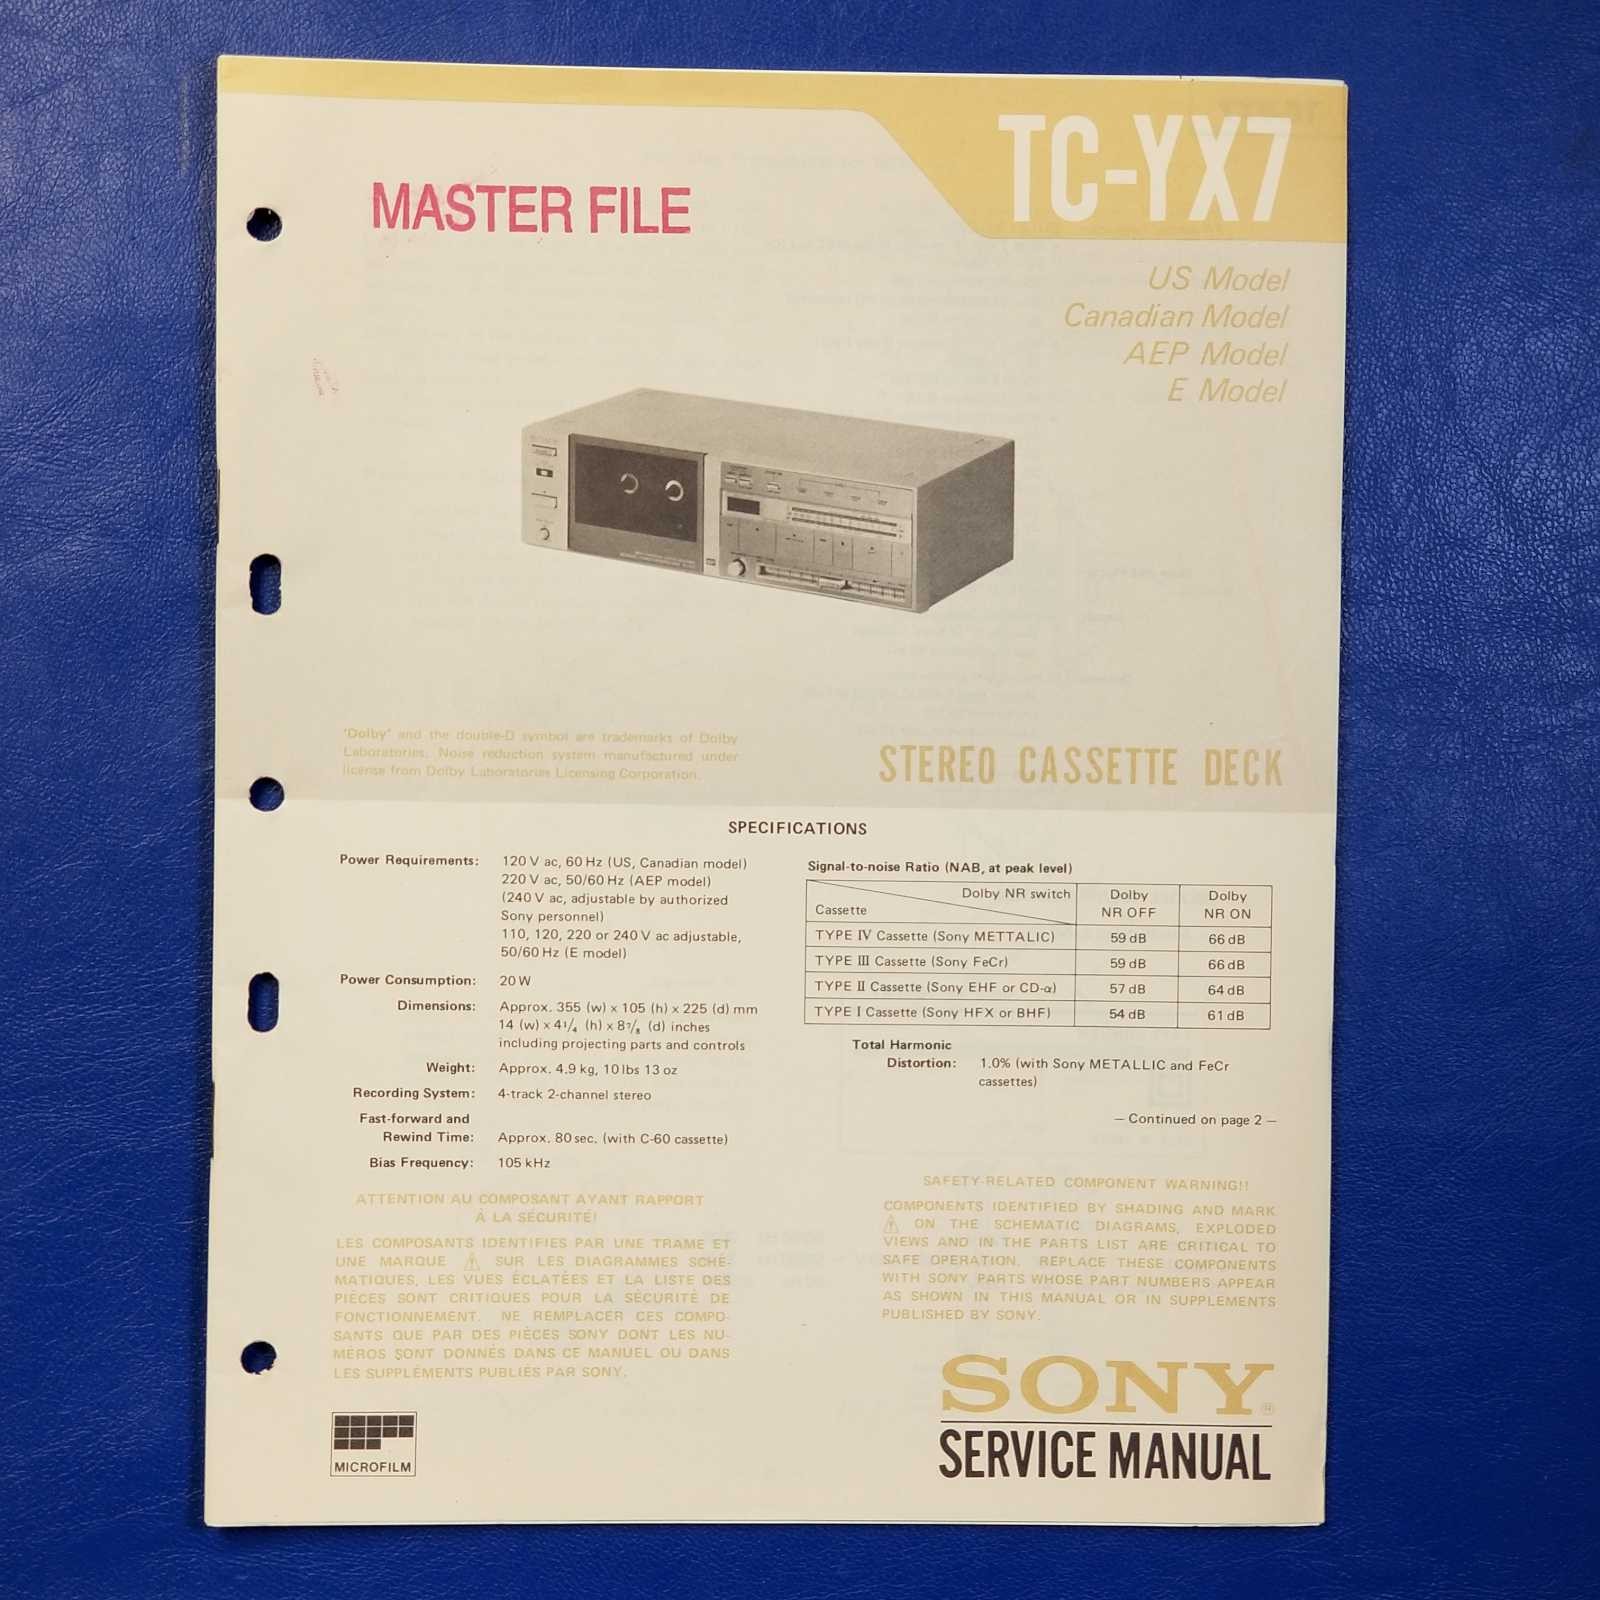 TC-YX7
MASTER FILE
US Model
Canadian Model
AEP Model
E Model
'Dolby' and the double-D symbol are trademarks of Dolby
Laboratories. Noise reduction system manufactured under
license from Dolby Laboratories Licensing Corporation.
STEREO CASSETTE DECK
SPECIFICATIONS
Power Requirements: 120 V ac, 60 Hz (US, Canadian model)
220 V ac, 50/60 Hz (AEP model)
(240 V ac, adjustable by authorized
Sony personnel)
110, 120, 220 or 240 V ac adjustable,
50/60 Hz (E model)
Power Consumption: 20 W
Dimensions: Approx. 355 (w) x 105 (h) x 225 (d) mm
14 (w) x 4 1/4 (h) x 8 7/8 (d) inches
including projecting parts and controls
Weight: Approx. 4.9 kg, 10 lbs 13 oz
Recording System: 4-track 2-channel stereo
Fast-forward and
Rewind Time: Approx. 80 sec. (with C-60 cassette)
Bias Frequency: 105 kHz
Signal-to-noise Ratio (NAB, at peak level)
Dolby NR switch Dolby Dolby
Cassette NR OFF NR ON
TYPE IV Cassette (Sony METTALIC) 59 dB 66 dB
TYPE III Cassette (Sony FeCr) 59 dB 66 dB
TYPE II Cassette (Sony EHF or CD-α) 57 dB 64 dB
TYPE I Cassette (Sony HFX or BHF) 54 dB 61 dB
Total Harmonic
Distortion: 1.0% (with Sony METALLIC and FeCr
cassettes)
— Continued on page 2 —
ATTENTION AU COMPOSANT AYANT RAPPORT
À LA SÉCURITÉ!
LES COMPOSANTS IDENTIFIES PAR UNE TRAME ET
UNE MARQUE ⚠ SUR LES DIAGRAMMES SCHÉ-
MATIQUES, LES VUES ÉCLATÉES ET LA LISTE DES
PIÈCES SONT CRITIQUES POUR LA SÉCURITÉ DE
FONCTIONNEMENT. NE REMPLACER CES COMPO-
SANTS QUE PAR DES PIÈCES SONY DONT LES NU-
MÉROS SONT DONNÉS DANS CE MANUEL OU DANS
LES SUPPLÉMENTS PUBLIÉS PAR SONY.
SAFETY-RELATED COMPONENT WARNING!!
COMPONENTS IDENTIFIED BY SHADING AND MARK
⚠ ON THE SCHEMATIC DIAGRAMS, EXPLODED
VIEWS AND IN THE PARTS LIST ARE CRITICAL TO
SAFE OPERATION. REPLACE THESE COMPONENTS
WITH SONY PARTS WHOSE PART NUMBERS APPEAR
AS SHOWN IN THIS MANUAL OR IN SUPPLEMENTS
PUBLISHED BY SONY.
SONY®
SERVICE MANUAL
MICROFILM